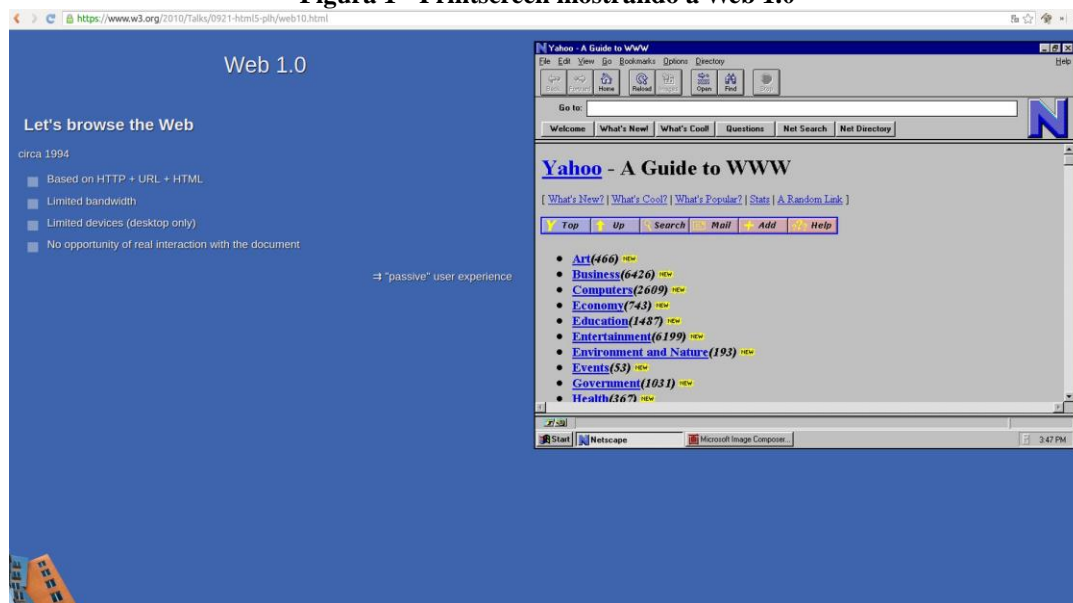 Figura 1 - Printscreen mostrando a Web 1.0
https://www.w3.org/2010/Talks/0921-html5-plh/web10.html
Web 1.0
Let's browse the Web
circa 1994
Based on HTTP + URL + HTML
Limited bandwidth
Limited devices (desktop only)
No opportunity of real interaction with the document
⇉ "passive" user experience
Yahoo - A Guide to WWW
File Edit View Go Bookmarks Options Directory Help
Back Forward Home Reload Images Open Find Stop
Go to:
Welcome What's New! What's Cool! Questions Net Search Net Directory
N
Yahoo - A Guide to WWW
[ What's New? | What's Cool? | What's Popular? | Stats | A Random Link ]
Top Up Search Mail Add Help
Art(466) NEW
Business(6426) NEW
Computers(2609) NEW
Economy(743) NEW
Education(1487) NEW
Entertainment(6199) NEW
Environment and Nature(193) NEW
Events(53) NEW
Government(1031) NEW
Health(367) NEW
Start Netscape Microsoft Image Composer... 3:47 PM